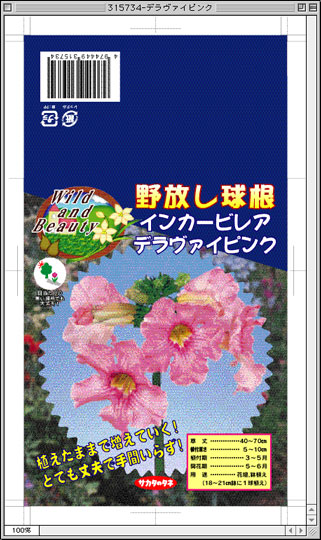 315734-デラヴァイピンク
4974449315734
Wild
and
Beauty
野放し球根
インカービレア
デラヴァイピンク
植えたままで増えていく!
とても丈夫で手間いらず!
草丈 40〜70cm
植付け深さ 5〜10cm
植付期 3〜5月
開花期 5〜6月
用途 花壇、鉢植え
(18〜21cm鉢に1球植え)
サカタのタネ
100%